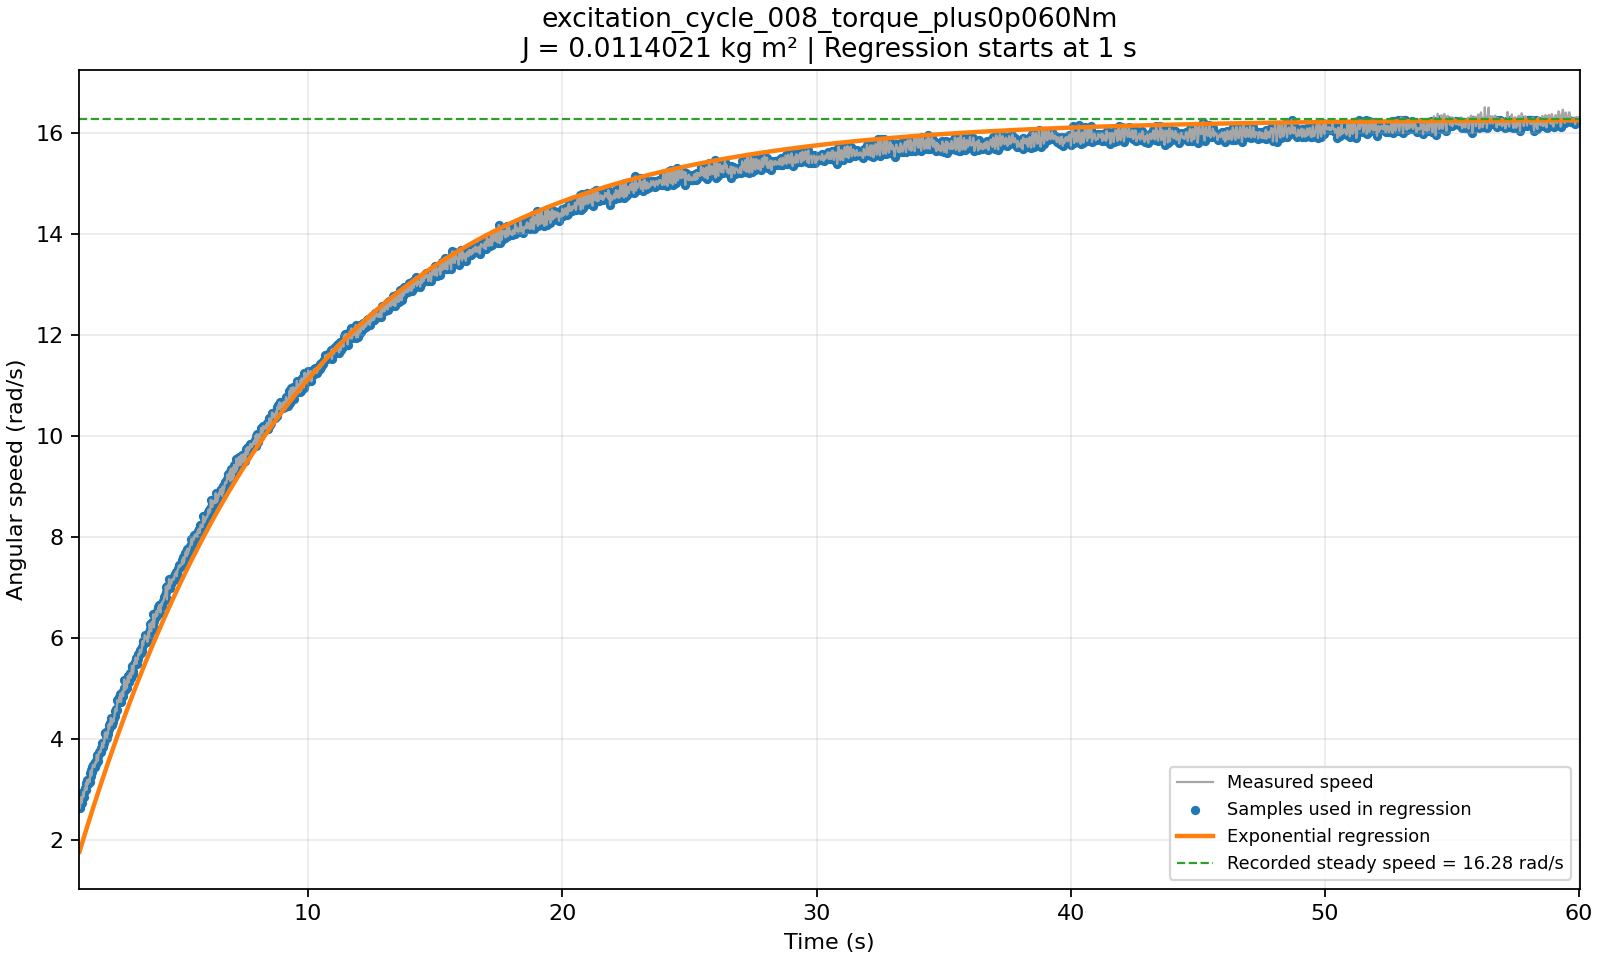 excitation_cycle_008_torque_plus0p060Nm
J = 0.0114021 kg m² | Regression starts at 1 s
Angular speed (rad/s)
16
14
12
10
8
6
4
2
10
20
30
40
50
60
Time (s)
Measured speed
Samples used in regression
Exponential regression
Recorded steady speed = 16.28 rad/s